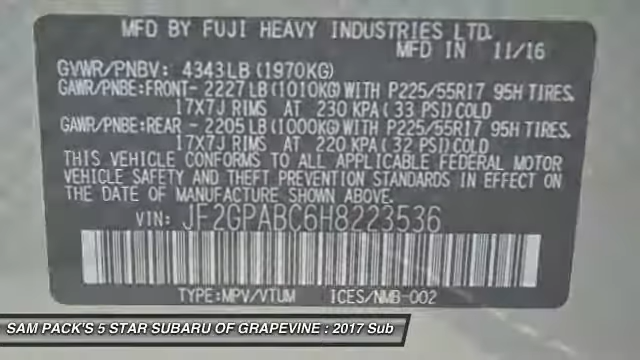 MFD BY FUJI HEAVY INDUSTRIES LTD.
MFD IN 11/16
GVWR/PNBV: 4343LB (1970KG)
GAWR/PNBE:FRONT- 2227LB (1010KG) WITH P225/55R17 95H TIRES,
17X7J RIMS AT 230 KPA (33 PSI) COLD
GAWR/PNBE:REAR - 2205LB (1000KG) WITH P225/55R17 95H TIRES,
17X7J RIMS AT 220 KPA (32 PSI) COLD
THIS VEHICLE CONFORMS TO ALL APPLICABLE FEDERAL MOTOR
VEHICLE SAFETY AND THEFT PREVENTION STANDARDS IN EFFECT ON
THE DATE OF MANUFACTURE SHOWN ABOVE.
VIN: JF2GPABC6H8223536
TYPE:MPV/VTUM ICES/NMB-002
SAM PACK'S 5 STAR SUBARU OF GRAPEVINE : 2017 Sub